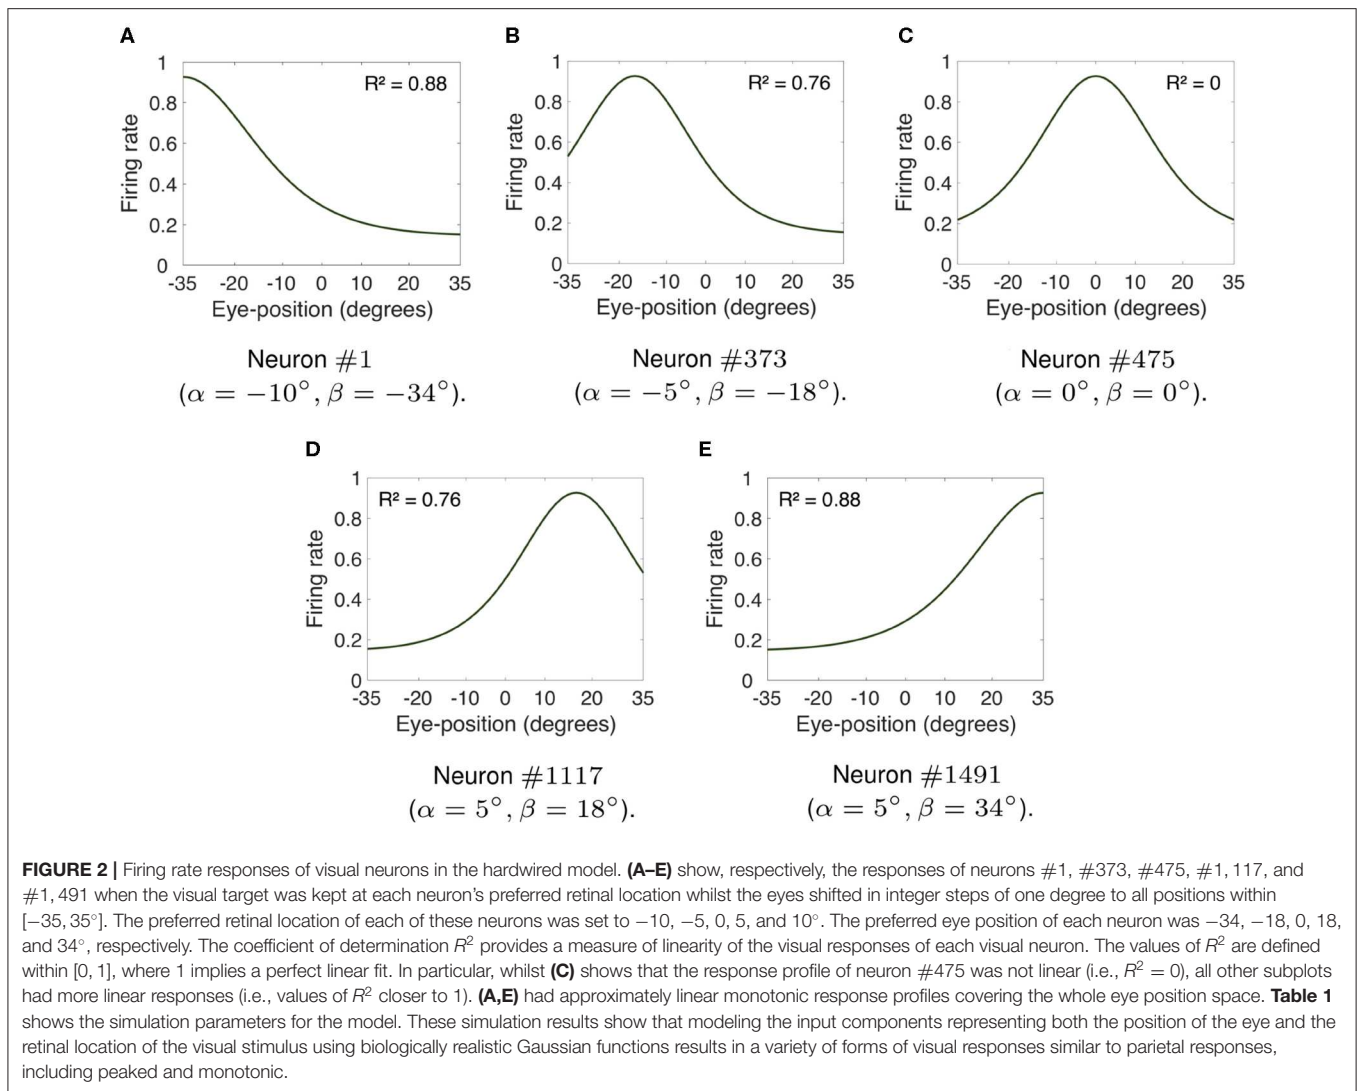 A
B
C
1
0.8
0.6
0.4
0.2
0
Firing rate
R² = 0.88
-35 -20 -10 0 10 20 35
Eye-position (degrees)
Neuron #1
(α = −10°, β = −34°).
1
0.8
0.6
0.4
0.2
0
Firing rate
R² = 0.76
-35 -20 -10 0 10 20 35
Eye-position (degrees)
Neuron #373
(α = −5°, β = −18°).
1
0.8
0.6
0.4
0.2
0
Firing rate
R² = 0
-35 -20 -10 0 10 20 35
Eye-position (degrees)
Neuron #475
(α = 0°, β = 0°).
D
E
1
0.8
0.6
0.4
0.2
0
Firing rate
R² = 0.76
-35 -20 -10 0 10 20 35
Eye-position (degrees)
Neuron #1117
(α = 5°, β = 18°).
1
0.8
0.6
0.4
0.2
0
Firing rate
R² = 0.88
-35 -20 -10 0 10 20 35
Eye-position (degrees)
Neuron #1491
(α = 5°, β = 34°).
FIGURE 2 | Firing rate responses of visual neurons in the hardwired model. (A–E) show, respectively, the responses of neurons #1, #373, #475, #1, 117, and
#1, 491 when the visual target was kept at each neuron's preferred retinal location whilst the eyes shifted in integer steps of one degree to all positions within
[−35, 35°]. The preferred retinal location of each of these neurons was set to −10, −5, 0, 5, and 10°. The preferred eye position of each neuron was −34, −18, 0, 18,
and 34°, respectively. The coefficient of determination R² provides a measure of linearity of the visual responses of each visual neuron. The values of R² are defined
within [0, 1], where 1 implies a perfect linear fit. In particular, whilst (C) shows that the response profile of neuron #475 was not linear (i.e., R² = 0), all other subplots
had more linear responses (i.e., values of R² closer to 1). (A,E) had approximately linear monotonic response profiles covering the whole eye position space. Table 1
shows the simulation parameters for the model. These simulation results show that modeling the input components representing both the position of the eye and the
retinal location of the visual stimulus using biologically realistic Gaussian functions results in a variety of forms of visual responses similar to parietal responses,
including peaked and monotonic.